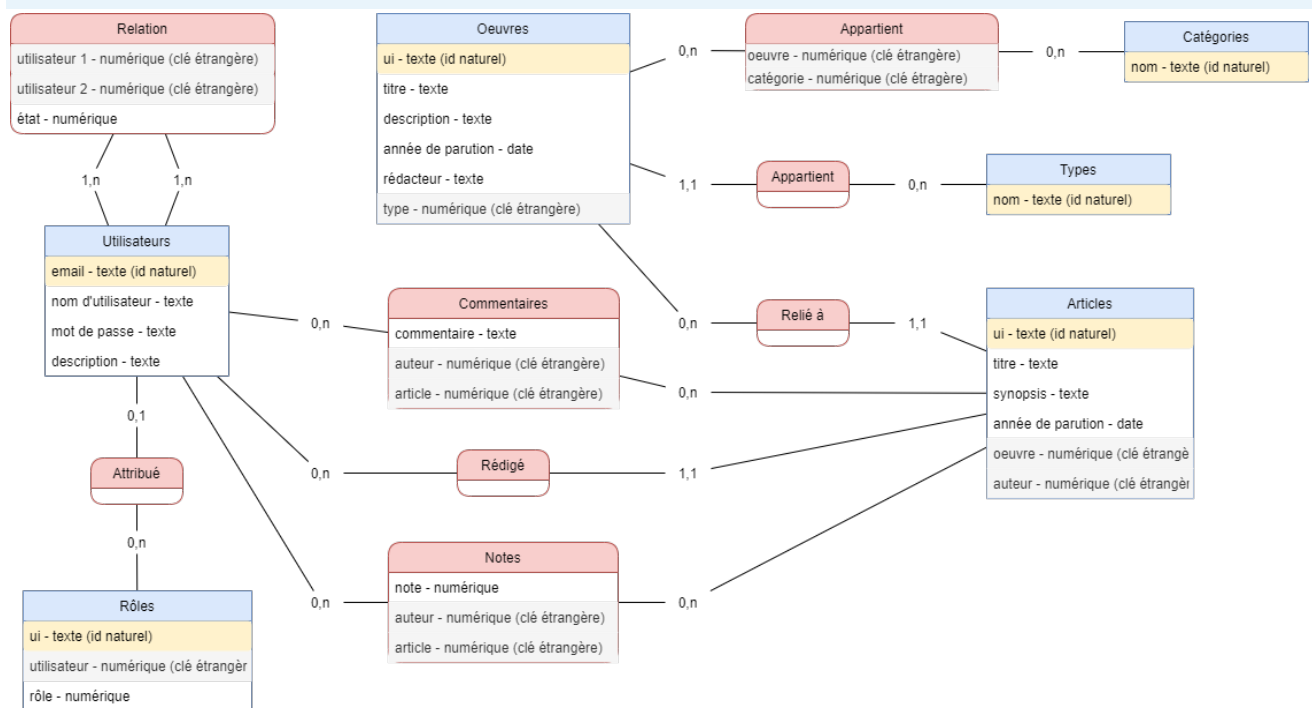 Relation
utilisateur 1 - numérique (clé étrangère)
utilisateur 2 - numérique (clé étrangère)
état - numérique
Oeuvres
ui - texte (id naturel)
titre - texte
description - texte
année de parution - date
rédacteur - texte
type - numérique (clé étrangère)
0,n
Appartient
oeuvre - numérique (clé étrangère)
catégorie - numérique (clé étragère)
0,n
Catégories
nom - texte (id naturel)
1,n
1,n
1,1
Appartient
0,n
Types
nom - texte (id naturel)
Utilisateurs
email - texte (id naturel)
nom d'utilisateur - texte
mot de passe - texte
description - texte
0,n
Commentaires
commentaire - texte
auteur - numérique (clé étrangère)
article - numérique (clé étrangère)
0,n
Relié à
1,1
0,n
Articles
ui - texte (id naturel)
titre - texte
synopsis - texte
année de parution - date
oeuvre - numérique (clé étrangè
auteur - numérique (clé étrangèr
0,1
Attribué
0,n
0,n
Rédigé
1,1
Rôles
ui - texte (id naturel)
utilisateur - numérique (clé étrangèr
rôle - numérique
0,n
Notes
note - numérique
auteur - numérique (clé étrangère)
article - numérique (clé étrangère)
0,n